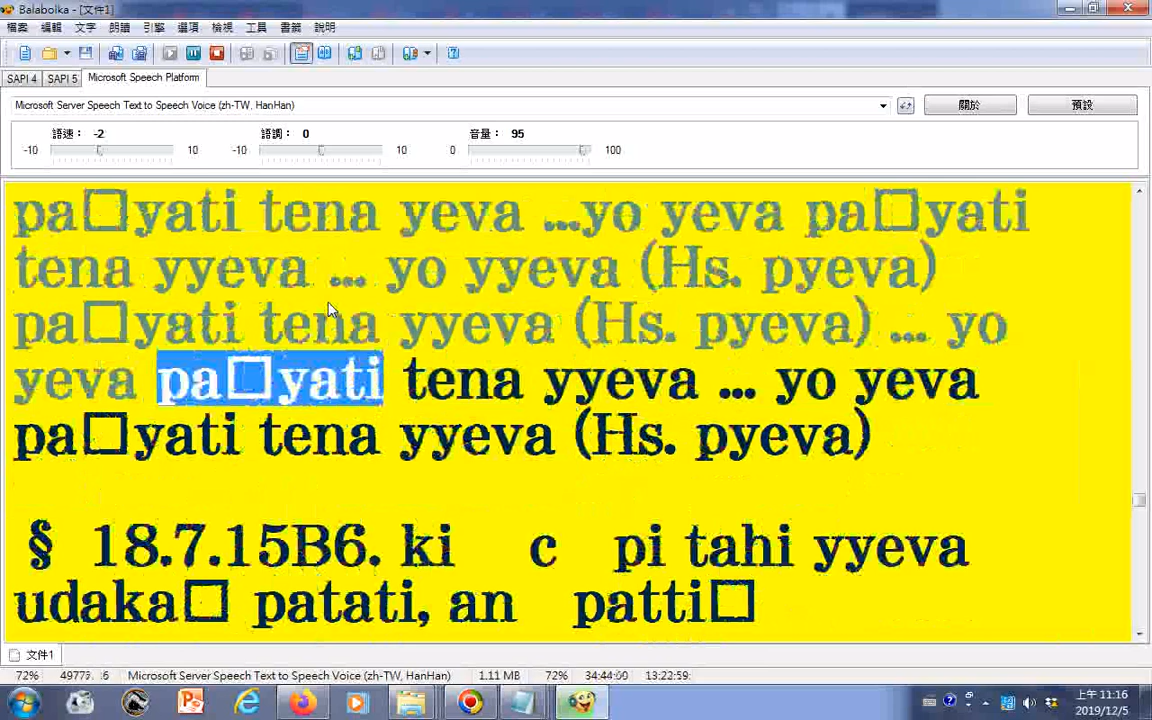 Balabolka - [文件1]
檔案 編輯 文字 朗讀 引擎 選項 檢視 工具 書籤 說明
SAPI 4 SAPI 5 Microsoft Speech Platform
Microsoft Server Speech Text to Speech Voice (zh-TW, HanHan) 關於 預設
語速： -2 語調： 0 音量： 95
-10 10 -10 10 0 100
pa□yati tena yeva ...yo yeva pa□yati
tena yyeva ... yo yyeva (Hs. pyeva)
pa□yati tena yyeva (Hs. pyeva) ... yo
yeva pa□yati tena yyeva ... yo yeva
pa□yati tena yyeva (Hs. pyeva)
§ 18.7.15B6. ki c pi tahi yyeva
udaka□ patati, an patti□
文件1
72% Microsoft Server Speech Text to Speech Voice (zh-TW, HanHan) 1.11 MB 72% 34:44:00 13:22:59
上午 11:16
2019/12/5